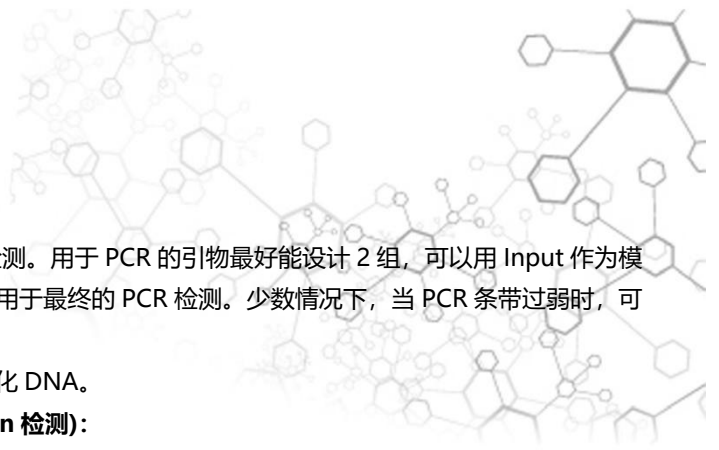 测。用于 PCR 的引物最好能设计 2 组，可以用 Input 作为模
用于最终的 PCR 检测。少数情况下，当 PCR 条带过弱时，可
化 DNA。
n 检测)：